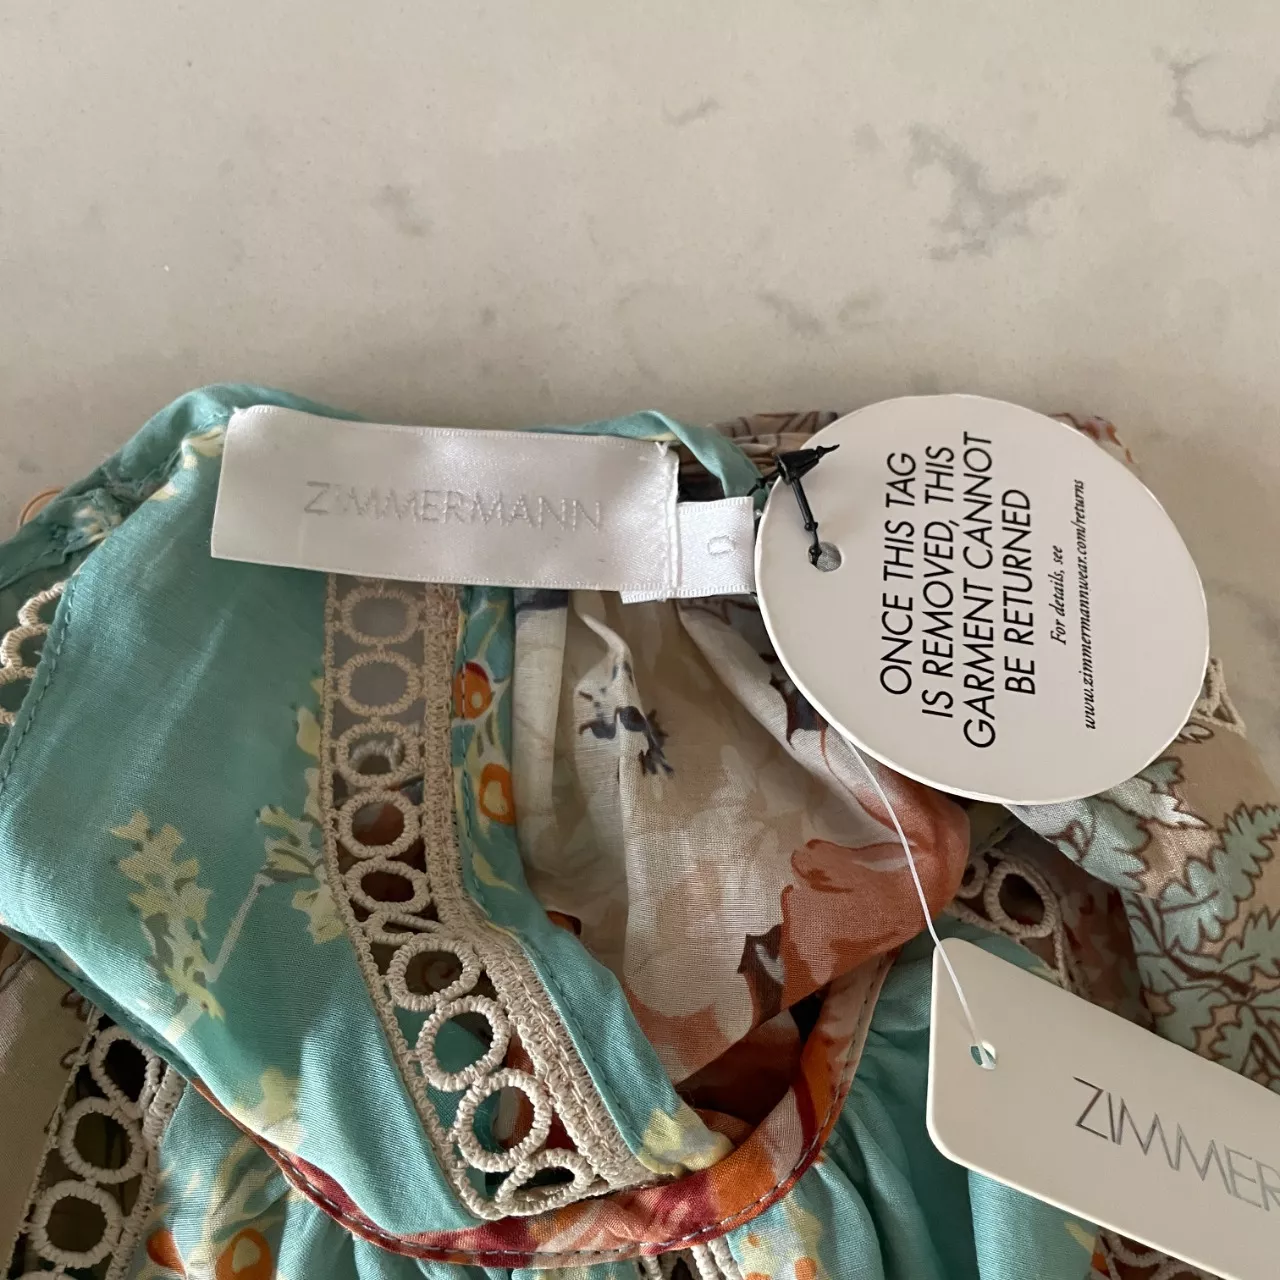 ZIMMERMANN
0
ONCE THIS TAG
IS REMOVED, THIS
GARMENT CANNOT
BE RETURNED
For details, see
www.zimmermannwear.com/returns
ZIMMER